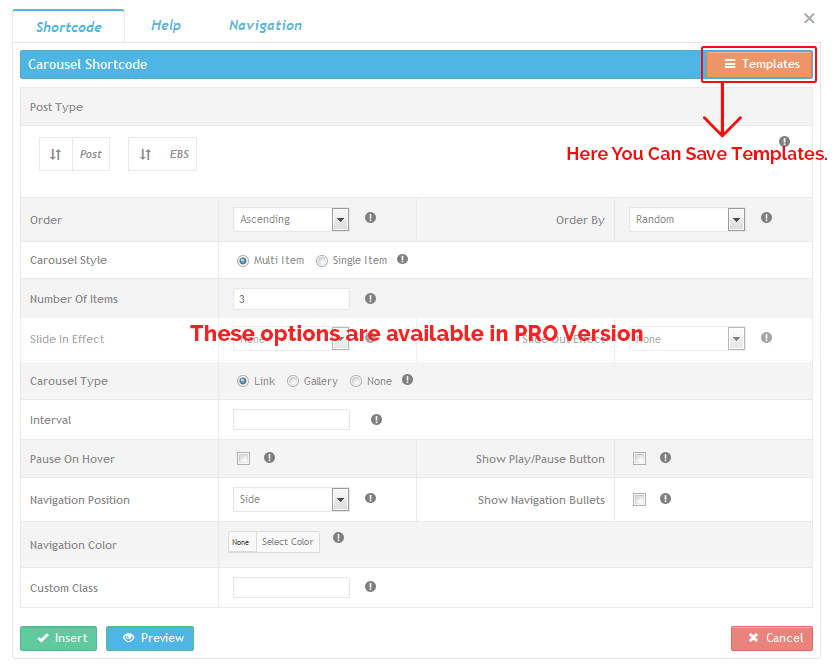 Shortcode Help Navigation
Carousel Shortcode Templates
Post Type
Here You Can Save Templates.
Post EBS
Order Ascending Order By Random
Carousel Style Multi Item Single Item
Number Of Items 3
These options are available in PRO Version
Slide In Effect None Slide Out Effect None
Carousel Type Link Gallery None
Interval
Pause On Hover Show Play/Pause Button
Navigation Position Side Show Navigation Bullets
Navigation Color None Select Color
Custom Class
Insert Preview Cancel